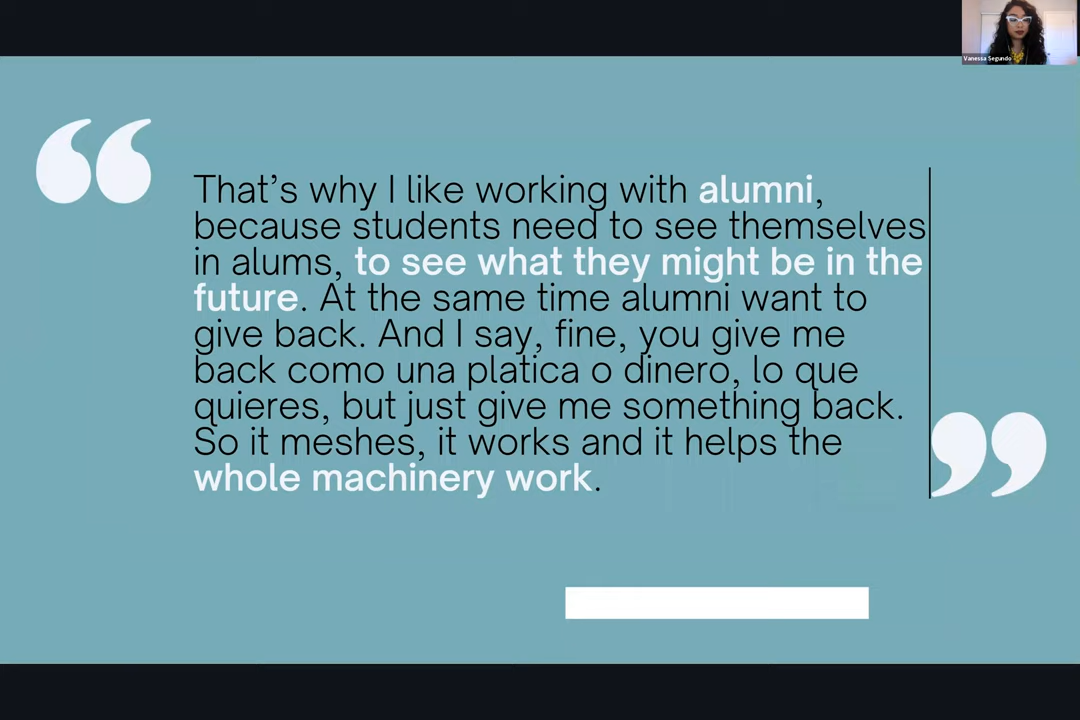 Vanessa Segundo
“
That’s why I like working with alumni,
because students need to see themselves
in alums, to see what they might be in the
future. At the same time alumni want to
give back. And I say, fine, you give me
back como una platica o dinero, lo que
quieres, but just give me something back.
So it meshes, it works and it helps the
whole machinery work.
”